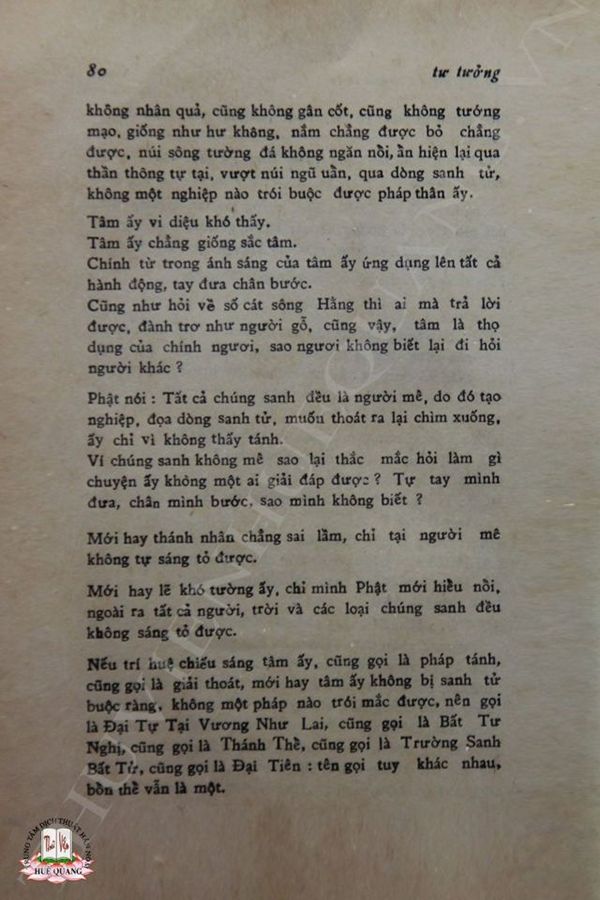 80 tư tưởng
không nhân quả, cũng không gân cốt, cũng không tướng
mạo, giống như hư không, nắm chẳng được bỏ chẳng
được, núi sông tường đá không ngăn nồi, ần hiện lại qua
thần thông tự tại, vượt núi ngũ uần, qua dòng sanh tử,
không một nghiệp nào trói buộc được pháp thân ấy.
Tâm ấy vi diệu khó thấy.
Tâm ấy chẳng giống sắc tâm.
Chính từ trong ánh sáng của tâm ấy ứng dụng lên tất cả
hành động, tay đưa chân bước.
Cũng như hỏi về số cát sông Hằng thì ai mà trả lời
được, đành trơ như người gỗ, cũng vậy, tâm là thọ
dụng của chính ngươi, sao ngươi không biết lại đi hỏi
người khác ?
Phật nói : Tất cả chúng sanh đều là người mê, do đó tạo
nghiệp, đọa dòng sanh tử, muốn thoát ra lại chìm xuống,
ấy chỉ vì không thấy tánh.
Ví chúng sanh không mê sao lại thắc mắc hỏi làm gì
chuyện ấy không một ai giải đáp được ? Tự tay mình
đưa, chân mình bước, sao mình không biết ?
Mới hay thánh nhân chẳng sai lầm, chỉ tại người mê
không tự sáng tỏ được.
Mới hay lẽ khó tường ấy, chỉ mình Phật mới hiều nồi,
ngoài ra tất cả người, trời và các loại chúng sanh đều
không sáng tỏ được.
Nếu trí huệ chiếu sáng tâm ấy, cũng gọi là pháp tánh,
cũng gọi là giải thoát, mới hay tâm ấy không bị sanh tử
buộc ràng, không một pháp nào trói mắc được, nên gọi
là Đại Tự Tại Vương Như Lai, cũng gọi là Bất Tư
Nghị, cũng gọi là Thánh Thề, cũng gọi là Trường Sanh
Bất Tử, cũng gọi là Đại Tiên : tên gọi tuy khác nhau,
bồn thề vẫn là một.
TRUNG TÂM DỊCH THUẬT HÁN NÔM
HUỆ QUANG